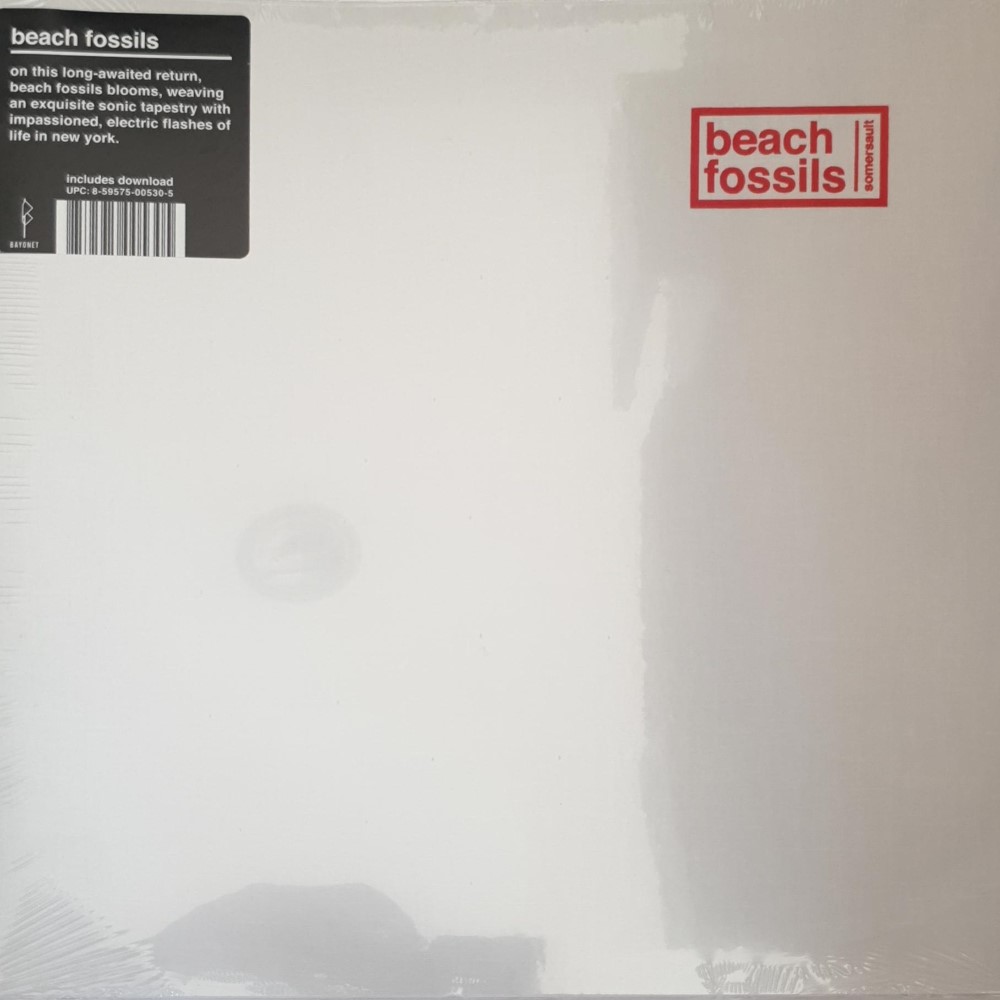 beach fossils
on this long-awaited return,
beach fossils blooms, weaving
an exquisite sonic tapestry with
impassioned, electric flashes of
life in new york.
includes download
UPC: 8-59575-00530-5
BAYONET
beach
fossils
somersault